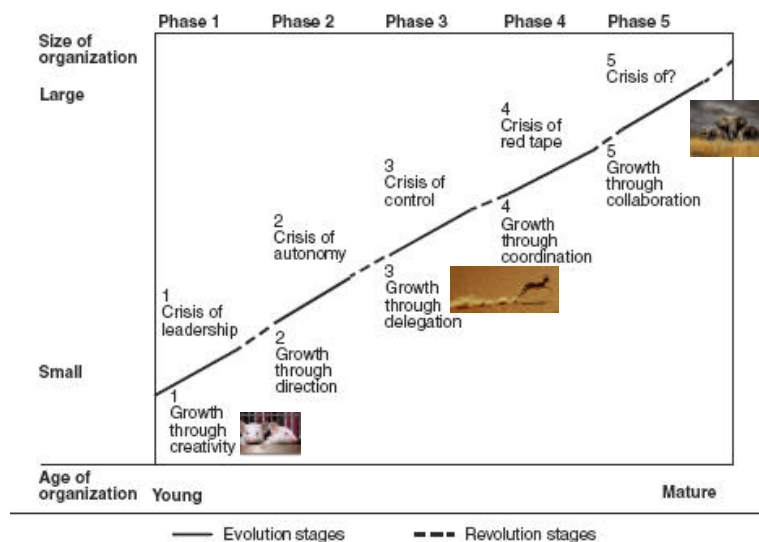 Phase 1 Phase 2 Phase 3 Phase 4 Phase 5
Size of
organization
Large
Small
5
Crisis of?
4
Crisis of
red tape
3
Crisis of
control
2
Crisis of
autonomy
1
Crisis of
leadership
1
Growth
through
creativity
2
Growth
through
direction
3
Growth
through
delegation
4
Growth
through
coordination
5
Growth
through
collaboration
Age of
organization
Young
Mature
Evolution stages
Revolution stages